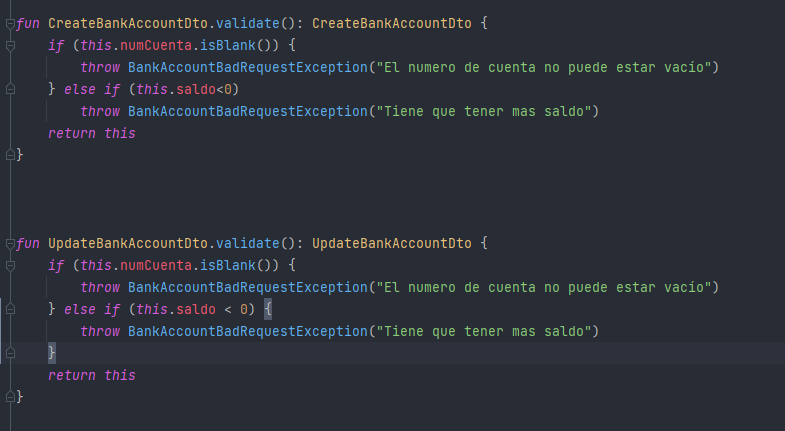 fun CreateBankAccountDto.validate(): CreateBankAccountDto {
    if (this.numCuenta.isBlank()) {
        throw BankAccountBadRequestException("El numero de cuenta no puede estar vacío")
    } else if (this.saldo<0)
        throw BankAccountBadRequestException("Tiene que tener mas saldo")
    return this
}
fun UpdateBankAccountDto.validate(): UpdateBankAccountDto {
    if (this.numCuenta.isBlank()) {
        throw BankAccountBadRequestException("El numero de cuenta no puede estar vacío")
    } else if (this.saldo < 0) {
        throw BankAccountBadRequestException("Tiene que tener mas saldo")
    }
    return this
}